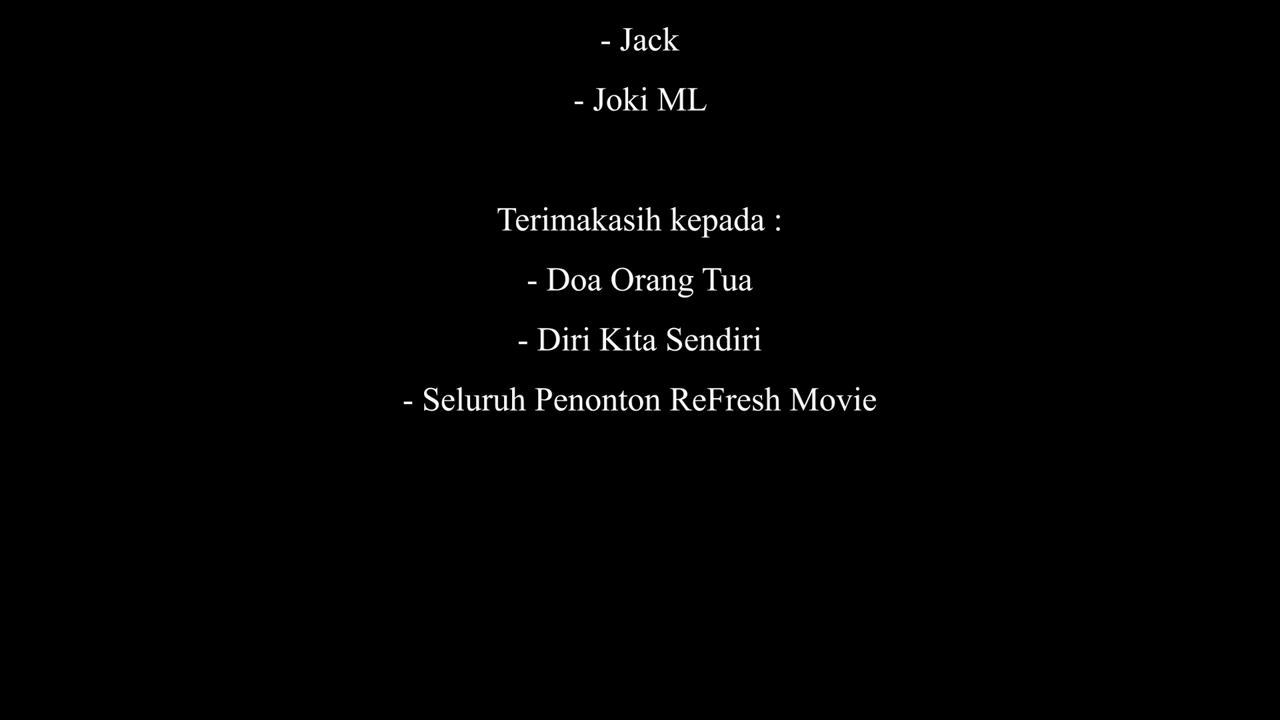 - Jack
- Joki ML
Terimakasih kepada :
- Doa Orang Tua
- Diri Kita Sendiri
- Seluruh Penonton ReFresh Movie